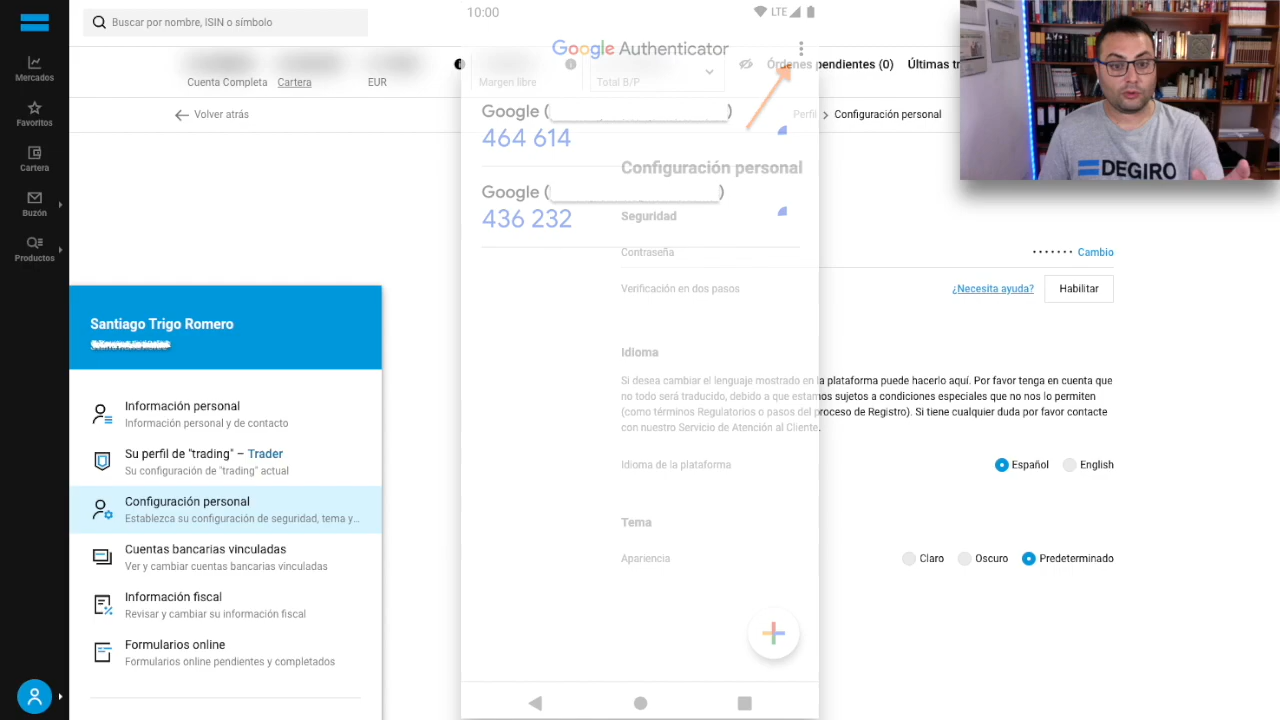 Buscar por nombre, ISIN o símbolo
10:00
LTE
Google Authenticator
Órdenes pendientes (0)
Últimas tr
Cuenta Completa
Cartera
EUR
Margen libre
Total B/P
Volver atrás
Perfil
Configuración personal
DEGIRO
Mercados
Favoritos
Cartera
Buzón
Productos
Google (
)
464 614
Google (
)
436 232
Configuración personal
Seguridad
Contraseña
Cambio
Verificación en dos pasos
¿Necesita ayuda?
Habilitar
Idioma
Si desea cambiar el lenguaje mostrado en la plataforma puede hacerlo aquí. Por favor tenga en cuenta que
no todo será traducido, debido a que estamos sujetos a condiciones especiales que no nos lo permiten
(como términos Regulatorios o pasos del proceso de Registro). Si tiene cualquier duda por favor contacte
con nuestro Servicio de Atención al Cliente.
Idioma de la plataforma
Español
English
Tema
Apariencia
Claro
Oscuro
Predeterminado
Santiago Trigo Romero
Información personal
Información personal y de contacto
Su perfil de "trading" – Trader
Su configuración de "trading" actual
Configuración personal
Establezca su configuración de seguridad, tema y...
Cuentas bancarias vinculadas
Ver y cambiar cuentas bancarias vinculadas
Información fiscal
Revisar y cambiar su información fiscal
Formularios online
Formularios online pendientes y completados